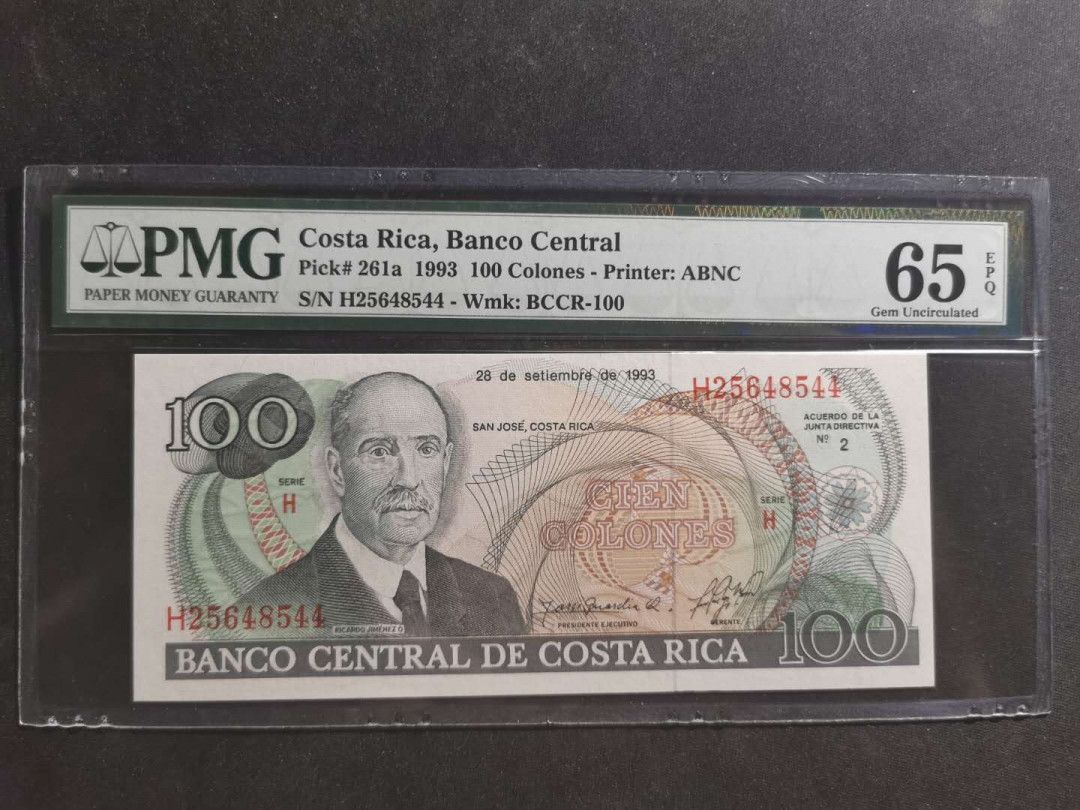 PMG
PAPER MONEY GUARANTY
Costa Rica, Banco Central
Pick# 261a 1993 100 Colones - Printer: ABNC
S/N H25648544 - Wmk: BCCR-100
65
EPQ
Gem Uncirculated
100
28 de setiembre de 1993
H25648544
SAN JOSÉ, COSTA RICA
ACUERDO DE LA
JUNTA DIRECTIVA
Nº 2
SERIE
H
CIEN
COLONES
SERIE
H
H25648544
RICARDO JIMÉNEZ O
PRESIDENTE EJECUTIVO
GERENTE
100
BANCO CENTRAL DE COSTA RICA